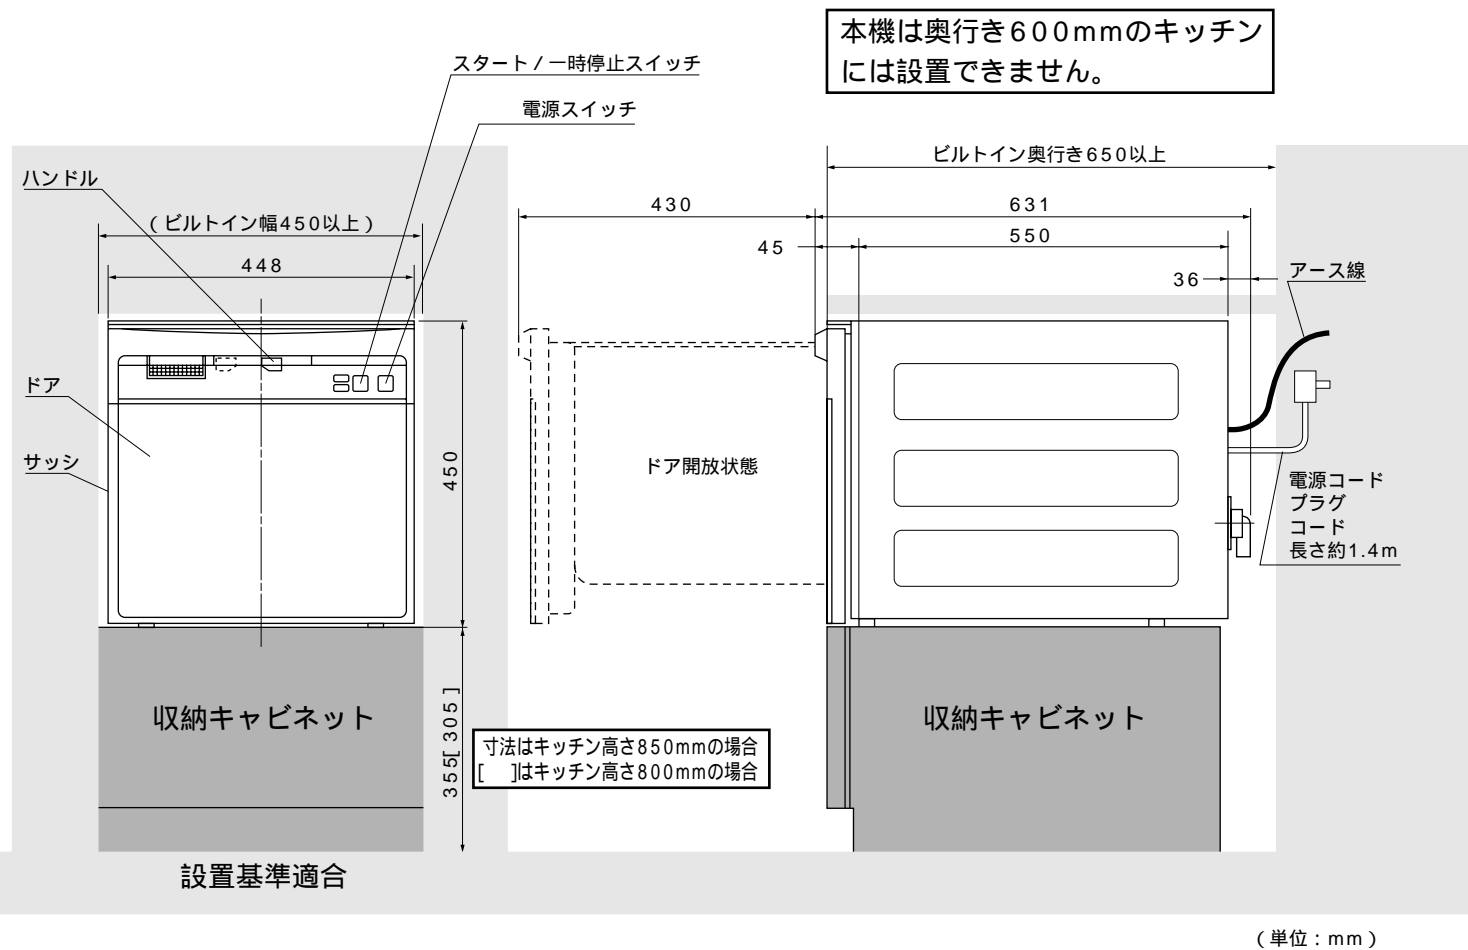 本機は奥行き600mmのキッチン
には設置できません。
スタート／一時停止スイッチ
電源スイッチ
ハンドル
（ビルトイン幅450以上）
448
ビルトイン奥行き650以上
430
631
45
550
36
アース線
ドア
サッシ
450
ドア開放状態
電源コード
プラグ
コード
長さ約1.4m
収納キャビネット
355[305]
寸法はキッチン高さ850mmの場合
[　]はキッチン高さ800mmの場合
収納キャビネット
設置基準適合
（単位：mm）